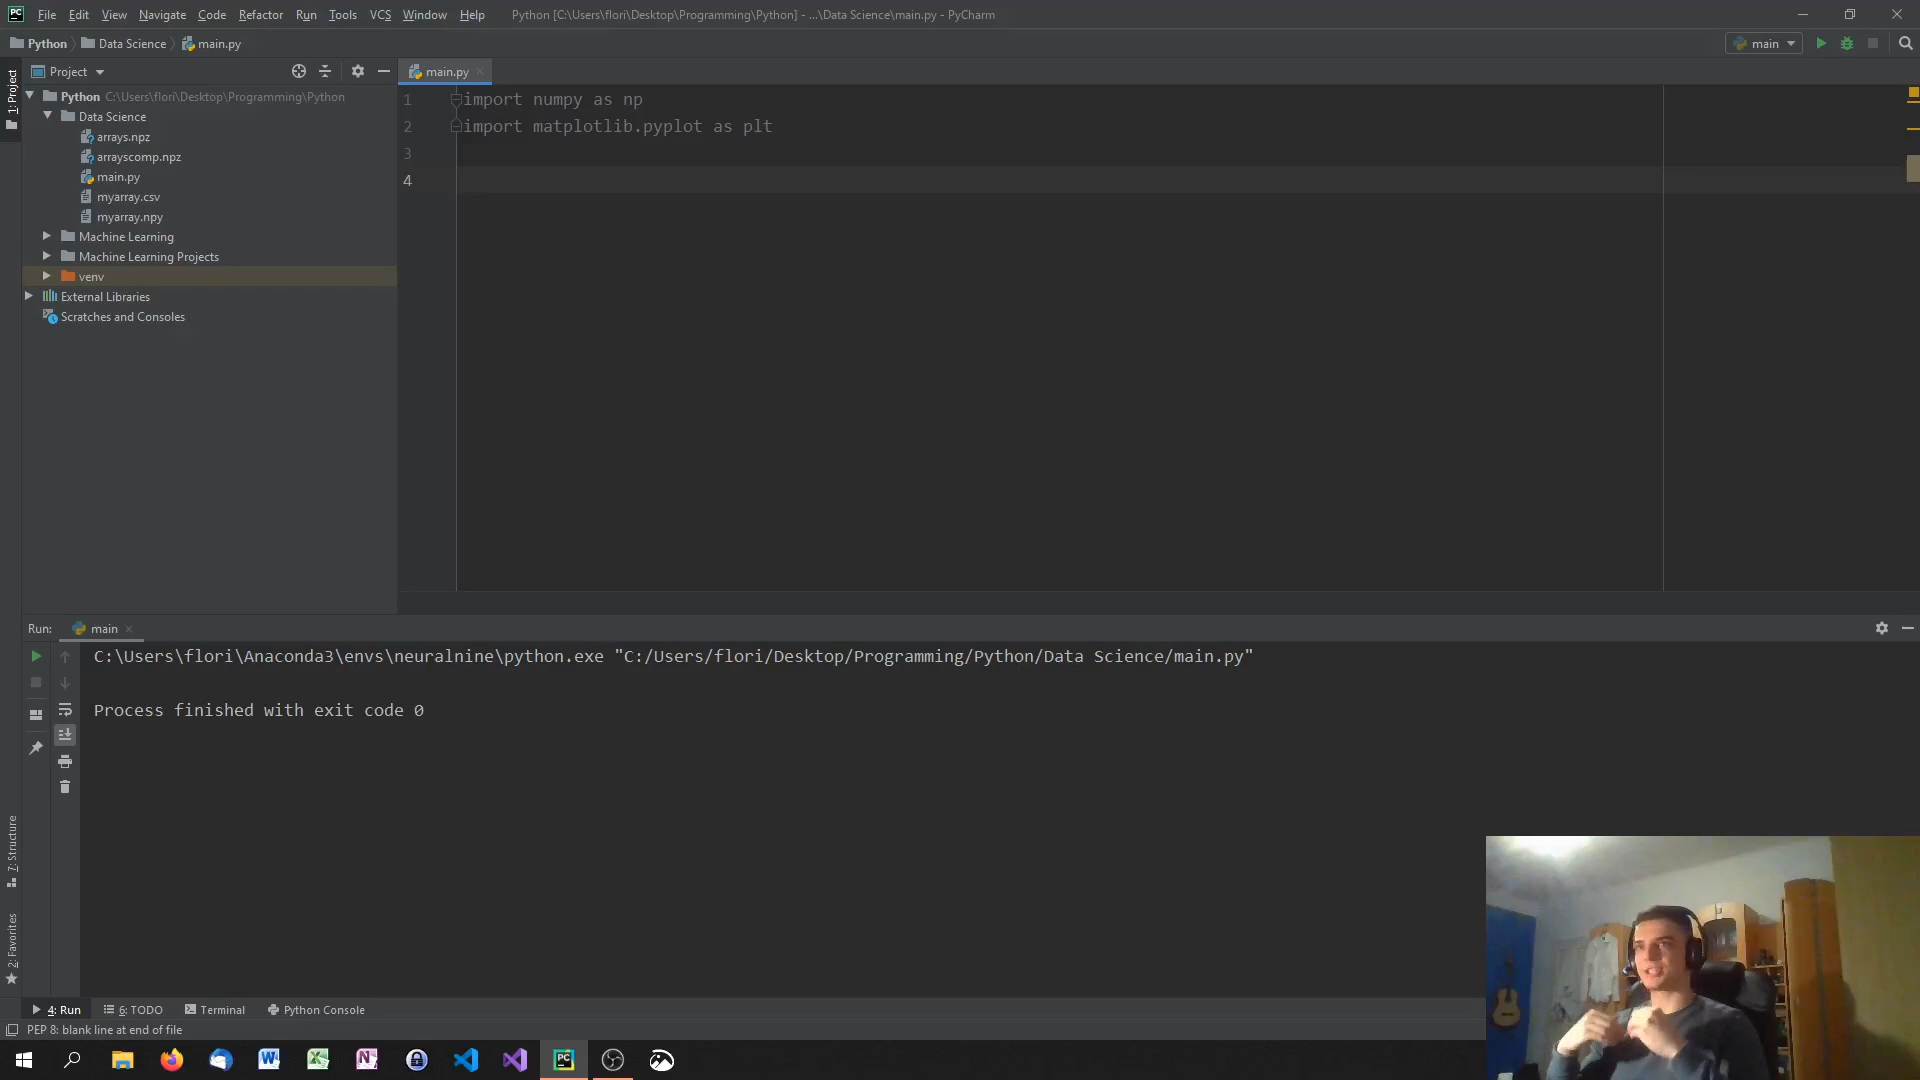 File Edit View Navigate Code Refactor Run Tools VCS Window Help Python [C:\Users\flori\Desktop\Programming\Python] - ...\Data Science\main.py - PyCharm
Python Data Science main.py main
1: Project
Project
main.py
Python C:\Users\flori\Desktop\Programming\Python
Data Science
arrays.npz
arrayscomp.npz
main.py
myarray.csv
myarray.npy
Machine Learning
Machine Learning Projects
venv
External Libraries
Scratches and Consoles
1 import numpy as np
2 import matplotlib.pyplot as plt
3
4
Run: main
C:\Users\flori\Anaconda3\envs\neuralnine\python.exe "C:/Users/flori/Desktop/Programming/Python/Data Science/main.py"
Process finished with exit code 0
7: Structure
2: Favorites
4: Run 6: TODO Terminal Python Console
PEP 8: blank line at end of file